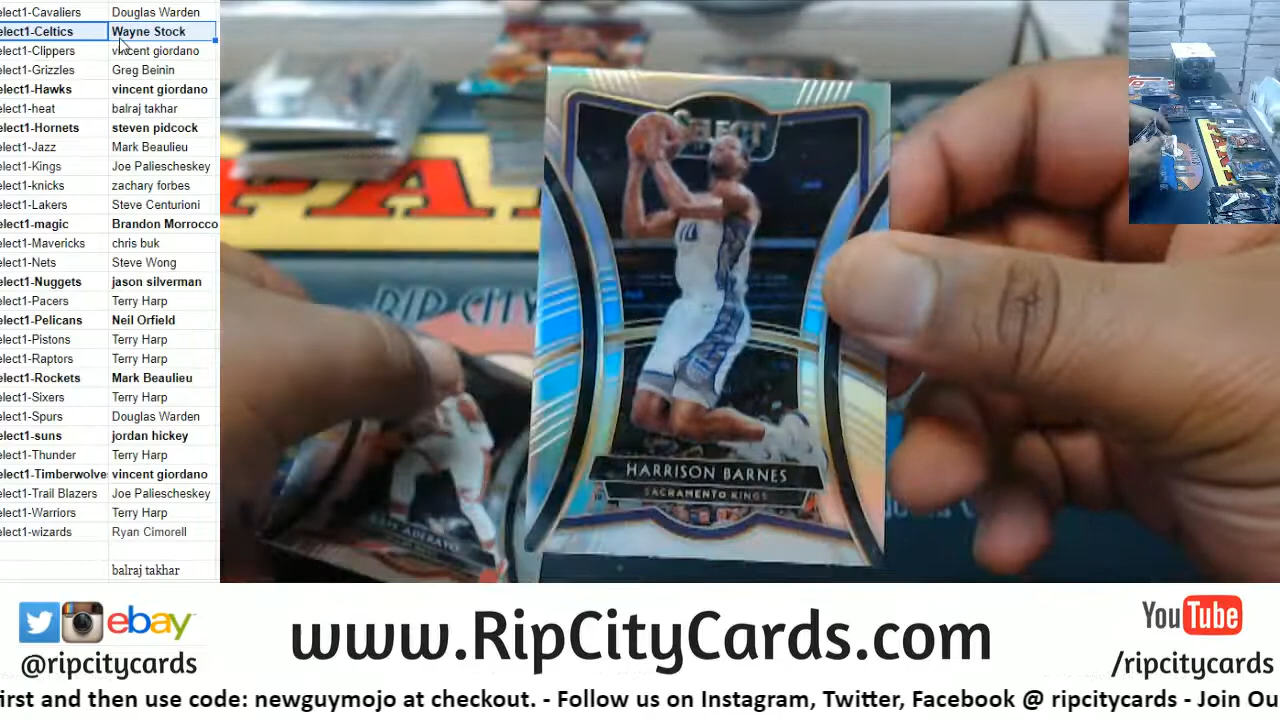 elect1-Cavaliers Douglas Warden
elect1-Celtics Wayne Stock
elect1-Clippers vincent giordano
elect1-Grizzles Greg Beinin
elect1-Hawks vincent giordano
elect1-heat balraj takhar
elect1-Hornets steven pidcock
elect1-Jazz Mark Beaulieu
elect1-Kings Joe Paliescheskey
elect1-knicks zachary forbes
elect1-Lakers Steve Centurioni
elect1-magic Brandon Morrocco
elect1-Mavericks chris buk
elect1-Nets Steve Wong
elect1-Nuggets jason silverman
elect1-Pacers Terry Harp
elect1-Pelicans Neil Orfield
elect1-Pistons Terry Harp
elect1-Raptors Terry Harp
elect1-Rockets Mark Beaulieu
elect1-Sixers Terry Harp
elect1-Spurs Douglas Warden
elect1-suns jordan hickey
elect1-Thunder Terry Harp
elect1-Timberwolve vincent giordano
elect1-Trail Blazers Joe Paliescheskey
elect1-Warriors Terry Harp
elect1-wizards Ryan Cimorell
balraj takhar
SELECT
HARRISON BARNES
SACRAMENTO KINGS
RIP CITY
ADEBAYO
ebay
@ripcitycards
www.RipCityCards.com
YouTube
/ripcitycards
irst and then use code: newguymojo at checkout. - Follow us on Instagram, Twitter, Facebook @ ripcitycards - Join Ou